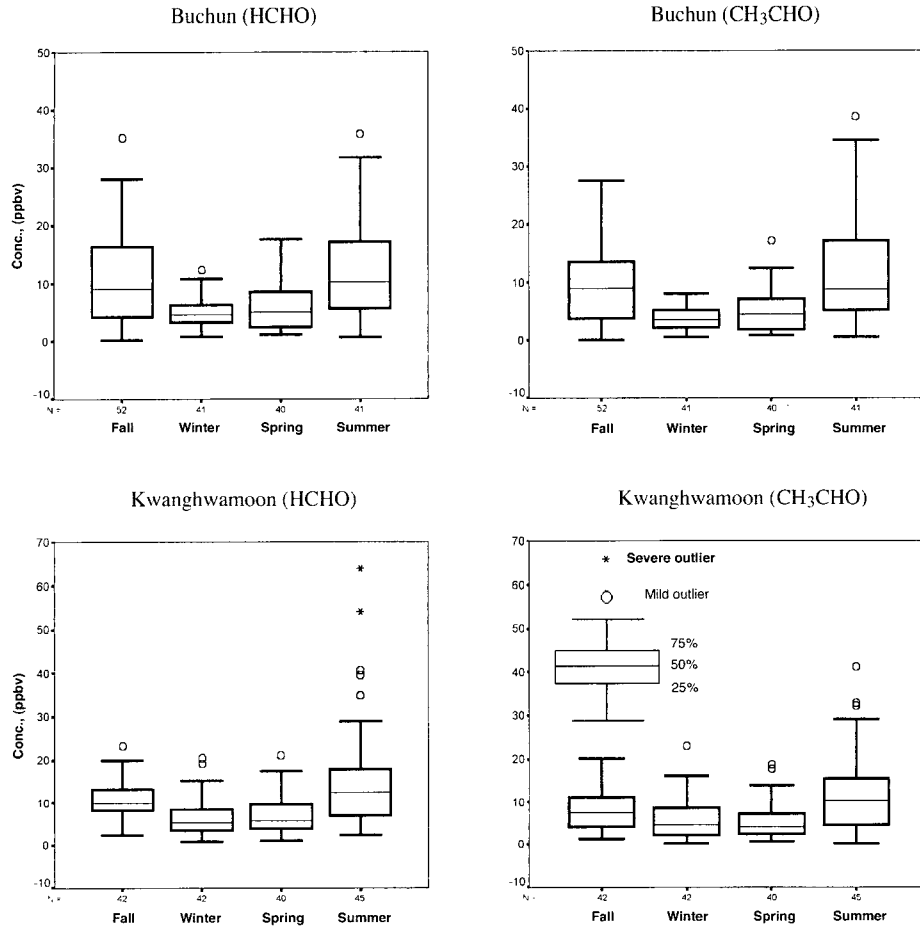 Buchun (HCHO)
Buchun (CH₃CHO)
50
40
30
20
10
0
-10
Conc., (ppbv)
N = 52 41 40 41
Fall Winter Spring Summer
50
40
30
20
10
0
-10
N = 52 41 40 41
Fall Winter Spring Summer
Kwanghwamoon (HCHO)
Kwanghwamoon (CH₃CHO)
70
60
50
40
30
20
10
0
-10
Conc., (ppbv)
42 42 40 45
Fall Winter Spring Summer
70
60
50
40
30
20
10
0
-10
* Severe outlier
Mild outlier
75%
50%
25%
42 42 40 45
Fall Winter Spring Summer